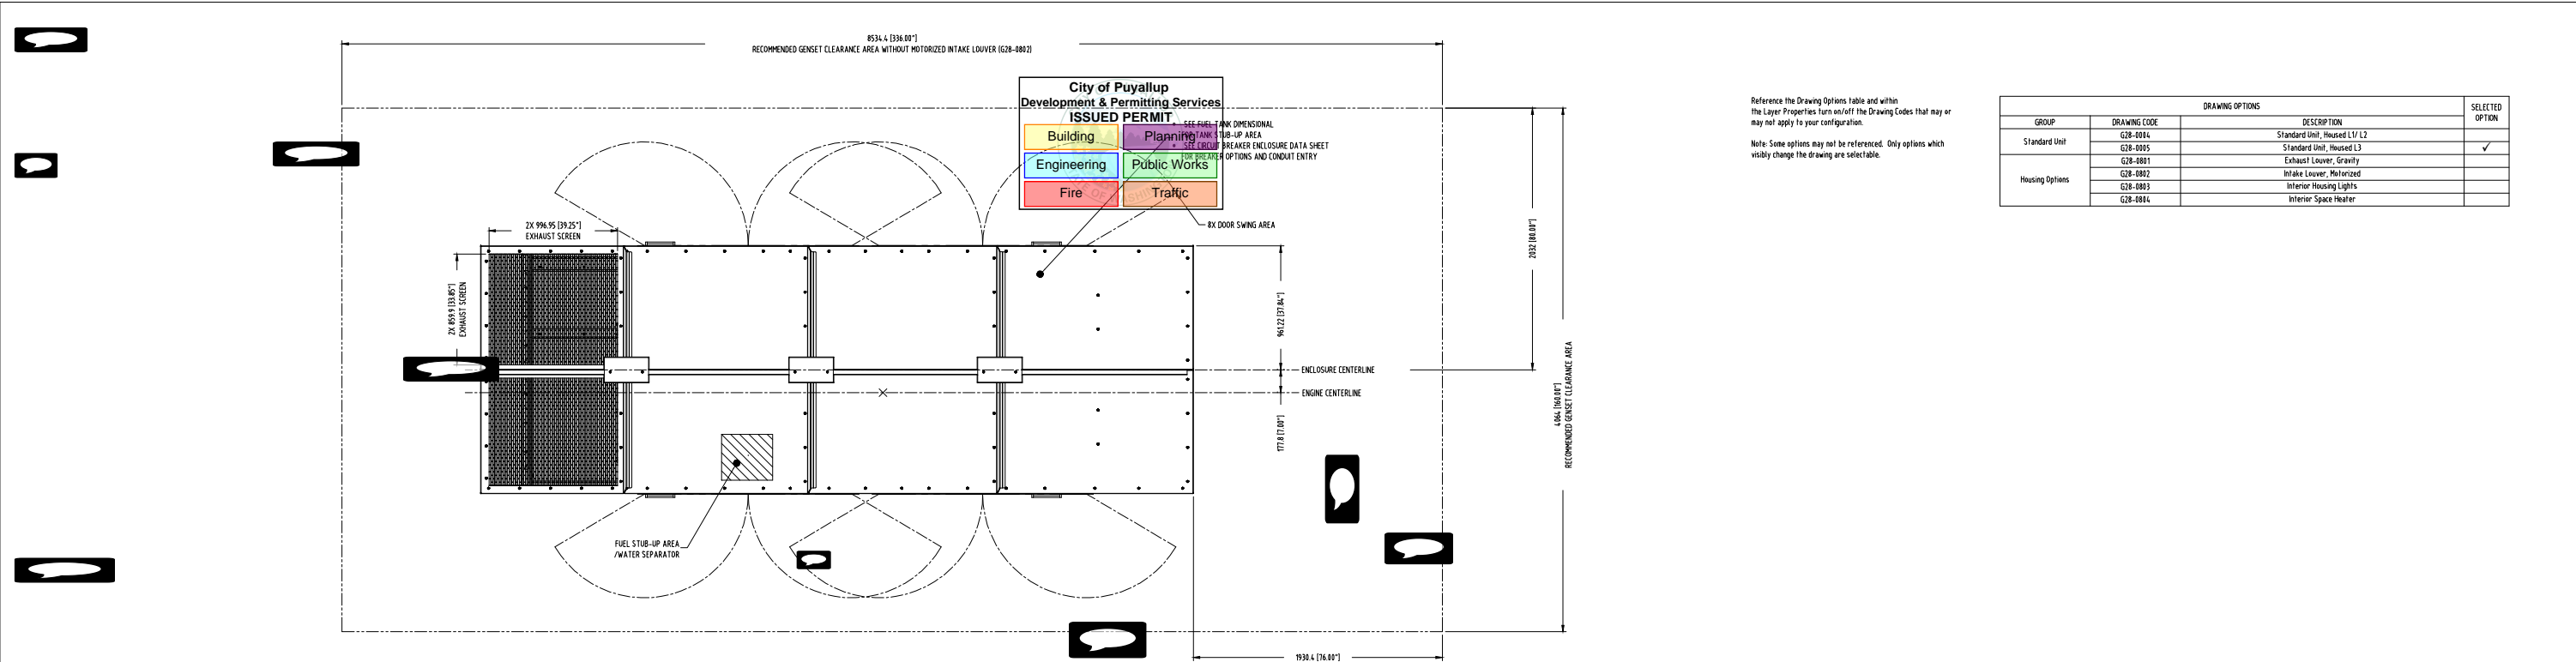 8534.4 [336.00"]
RECOMMENDED GENSET CLEARANCE AREA WITHOUT MOTORIZED INTAKE LOUVER (G28-0802)
City of Puyallup
Development & Permitting Services
ISSUED PERMIT
Building
Planning
Engineering
Public Works
Fire
Traffic
SEE FUEL TANK DIMENSIONAL
FOR TANK STUB-UP AREA
SEE CIRCUIT BREAKER ENCLOSURE DATA SHEET
FOR BREAKER OPTIONS AND CONDUIT ENTRY
8X DOOR SWING AREA
2X 996.95 [39.25"]
EXHAUST SCREEN
2X 859.9 [33.85"]
EXHAUST SCREEN
961.22 [37.84"]
2032 [80.00"]
ENCLOSURE CENTERLINE
ENGINE CENTERLINE
177.8 [7.00"]
4064 [160.00"]
RECOMMENDED GENSET CLEARANCE AREA
FUEL STUB-UP AREA
/WATER SEPARATOR
1930.4 [76.00"]
Reference the Drawing Options table and within
the Layer Properties turn on/off the Drawing Codes that may or
may not apply to your configuration.
Note: Some options may not be referenced. Only options which
visibly change the drawing are selectable.
DRAWING OPTIONS
SELECTED
OPTION
GROUP
DRAWING CODE
DESCRIPTION
Standard Unit
G28-0004
Standard Unit, Housed L1/ L2
G28-0005
Standard Unit, Housed L3
✓
Housing Options
G28-0801
Exhaust Louver, Gravity
G28-0802
Intake Louver, Motorized
G28-0803
Interior Housing Lights
G28-0804
Interior Space Heater